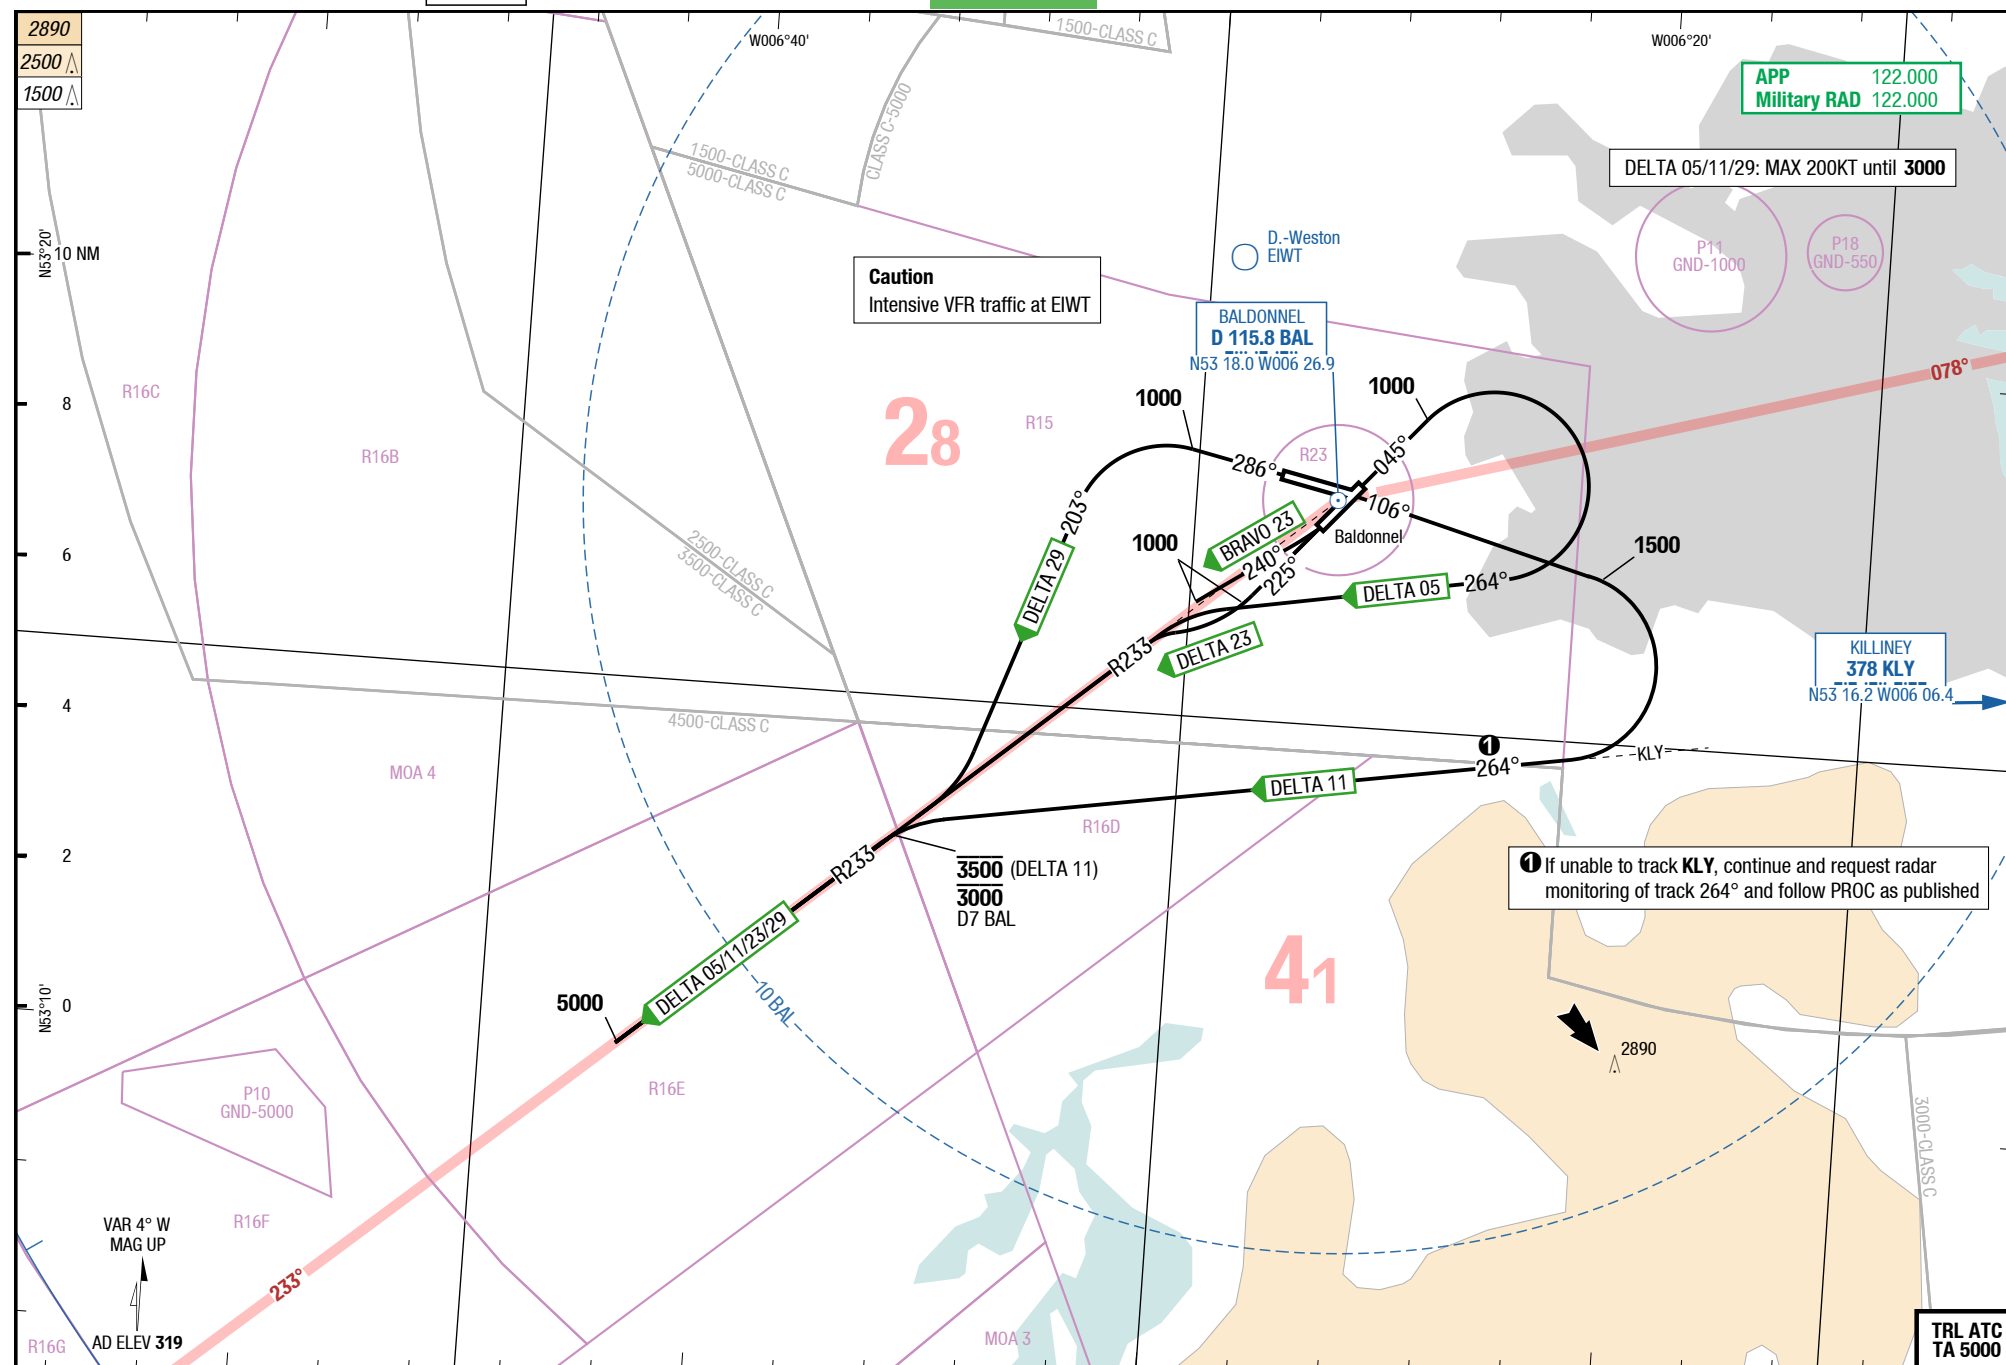 2890
2500
1500
W006°40'
W006°20'
1500-CLASS C
CLASS C-5000
1500-CLASS C
5000-CLASS C
APP 122.000
Military RAD 122.000
DELTA 05/11/29: MAX 200KT until 3000
P11
GND-1000
P18
GND-550
N53°20'
10 NM
D.-Weston
EIWT
Caution
Intensive VFR traffic at EIWT
BALDONNEL
D 115.8 BAL
N53 18.0 W006 26.9
078°
R16C
8
1000
1000
28
R15
R23
045°
R16B
286°
203°
106°
BRAVO 23
Baldonnel
1000
1500
6
2500-CLASS C
3500-CLASS C
DELTA 29
240°
225°
DELTA 05
264°
DELTA 23
R233
KILLINEY
378 KLY
N53 16.2 W006 06.4
4
4500-CLASS C
1
KLY
264°
MOA 4
DELTA 11
R16D
2
R233
3500 (DELTA 11)
3000
D7 BAL
1 If unable to track KLY, continue and request radar
monitoring of track 264° and follow PROC as published
DELTA 05/11/23/29
41
10 BAL
5000
N53°10'
0
2890
R16E
P10
GND-5000
3000-CLASS C
R16F
VAR 4° W
MAG UP
233°
AD ELEV 319
R16G
MOA 3
TRL ATC
TA 5000